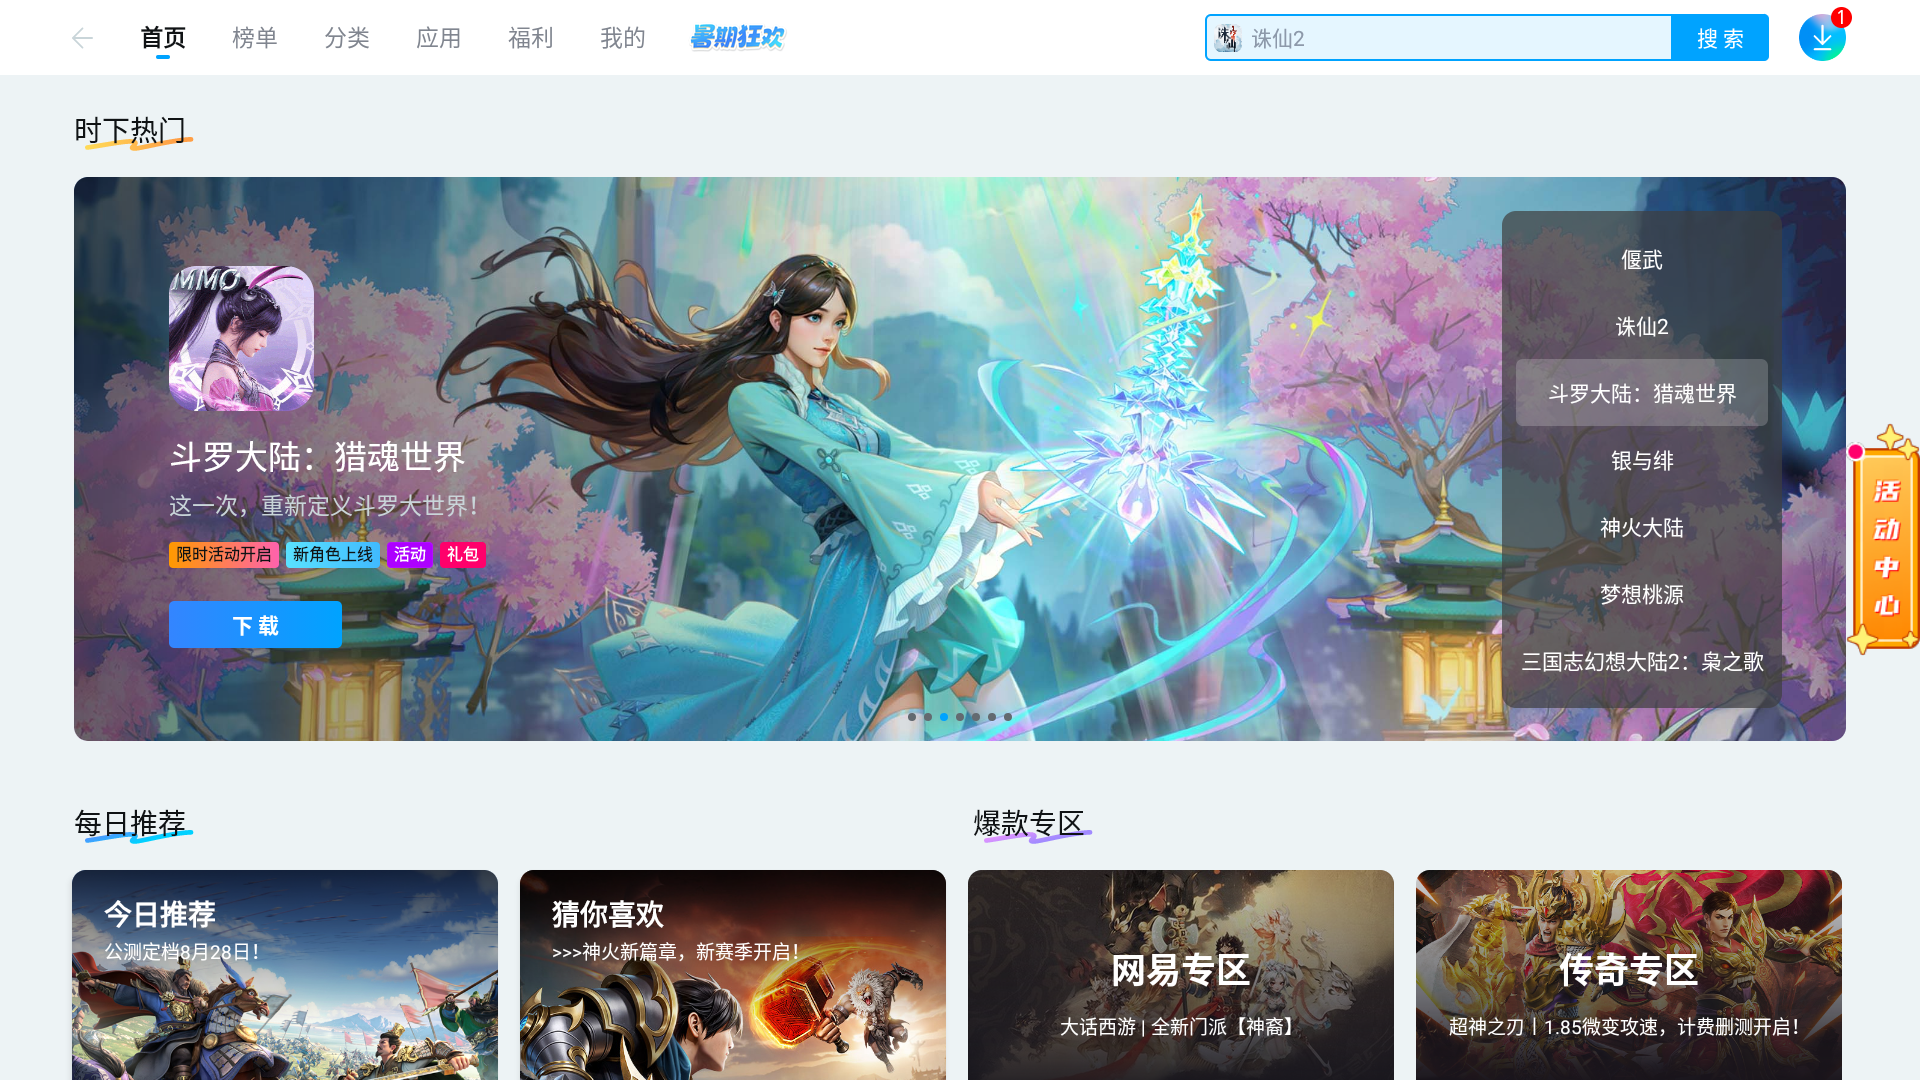 首页 榜单 分类 应用 福利 我的 暑期狂欢
诛仙
诛仙2
搜 索
1
时下热门
MMO
斗罗大陆：猎魂世界
这一次，重新定义斗罗大世界！
限时活动开启 新角色上线 活动 礼包
下 载
偃武
诛仙2
斗罗大陆：猎魂世界
银与绯
神火大陆
梦想桃源
三国志幻想大陆2：枭之歌
活
动
中
心
每日推荐
爆款专区
今日推荐
公测定档8月28日！
猜你喜欢
>>>神火新篇章，新赛季开启！
网易专区
大话西游 | 全新门派【神裔】
传奇专区
超神之刃丨1.85微变攻速，计费删测开启！